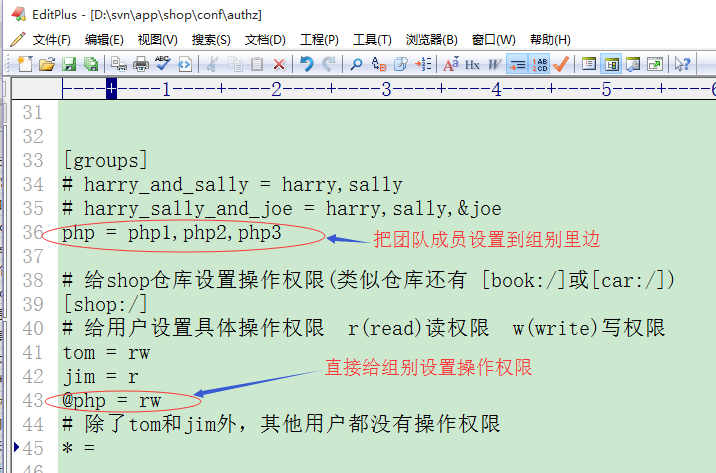 EditPlus - [D:\svn\app\shop\conf\authz]
文件(F) 编辑(E) 视图(V) 搜索(S) 文档(D) 工程(P) 工具(T) 浏览器(B) 窗口(W) 帮助(H)
ABC Hx W AB CD
1 2 3 4 5 6
31
32
33 [groups]
34 # harry_and_sally = harry,sally
35 # harry_sally_and_joe = harry,sally,&joe
36 php = php1,php2,php3 把团队成员设置到组别里边
37
38 # 给shop仓库设置操作权限(类似仓库还有 [book:/]或[car:/])
39 [shop:/]
40 # 给用户设置具体操作权限 r(read)读权限 w(write)写权限
41 tom = rw
42 jim = r 直接给组别设置操作权限
43 @php = rw
44 # 除了tom和jim外，其他用户都没有操作权限
45 * =